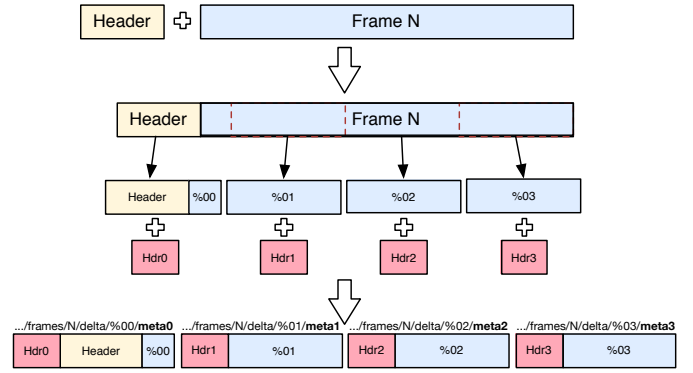 Header Frame N
Header Frame N
Header %00 %01 %02 %03
Hdr0 Hdr1 Hdr2 Hdr3
.../frames/N/delta/%00/meta0 .../frames/N/delta/%01/meta1 .../frames/N/delta/%02/meta2 .../frames/N/delta/%03/meta3
Hdr0 Header %00 Hdr1 %01 Hdr2 %02 Hdr3 %03